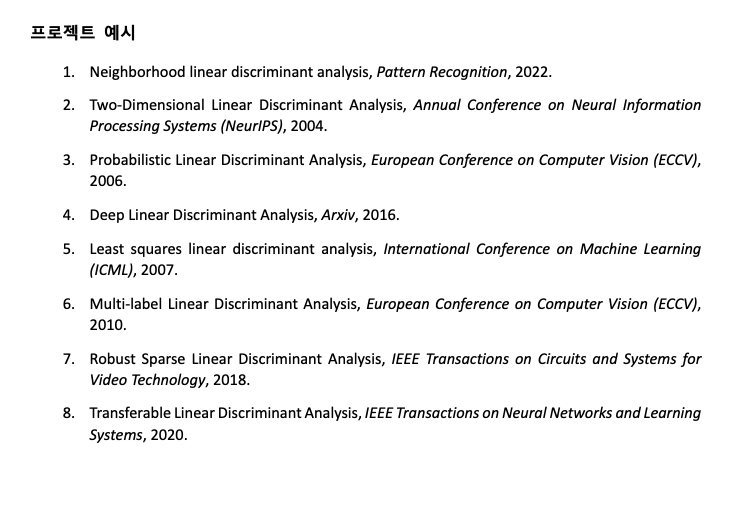 프로젝트 예시
1. Neighborhood linear discriminant analysis, Pattern Recognition, 2022.
2. Two-Dimensional Linear Discriminant Analysis, Annual Conference on Neural Information
Processing Systems (NeurIPS), 2004.
3. Probabilistic Linear Discriminant Analysis, European Conference on Computer Vision (ECCV),
2006.
4. Deep Linear Discriminant Analysis, Arxiv, 2016.
5. Least squares linear discriminant analysis, International Conference on Machine Learning
(ICML), 2007.
6. Multi-label Linear Discriminant Analysis, European Conference on Computer Vision (ECCV),
2010.
7. Robust Sparse Linear Discriminant Analysis, IEEE Transactions on Circuits and Systems for
Video Technology, 2018.
8. Transferable Linear Discriminant Analysis, IEEE Transactions on Neural Networks and Learning
Systems, 2020.